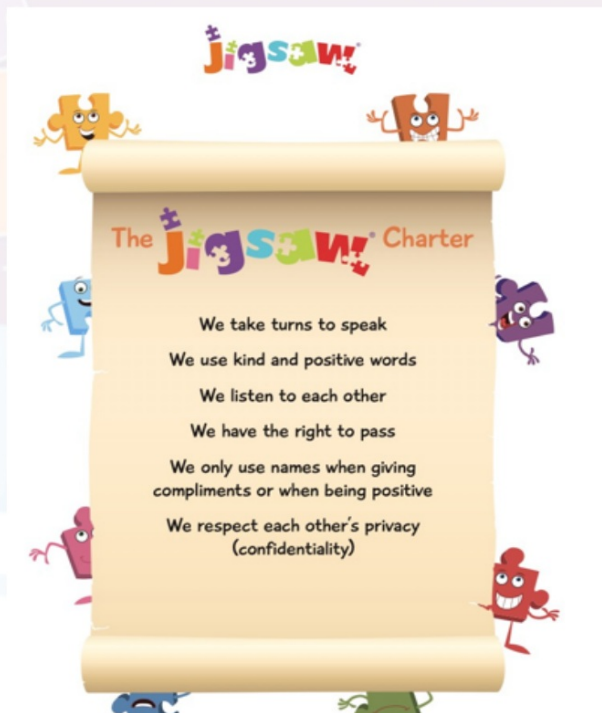 jigsaw®
The jigsaw® Charter
We take turns to speak
We use kind and positive words
We listen to each other
We have the right to pass
We only use names when giving
compliments or when being positive
We respect each other's privacy
(confidentiality)